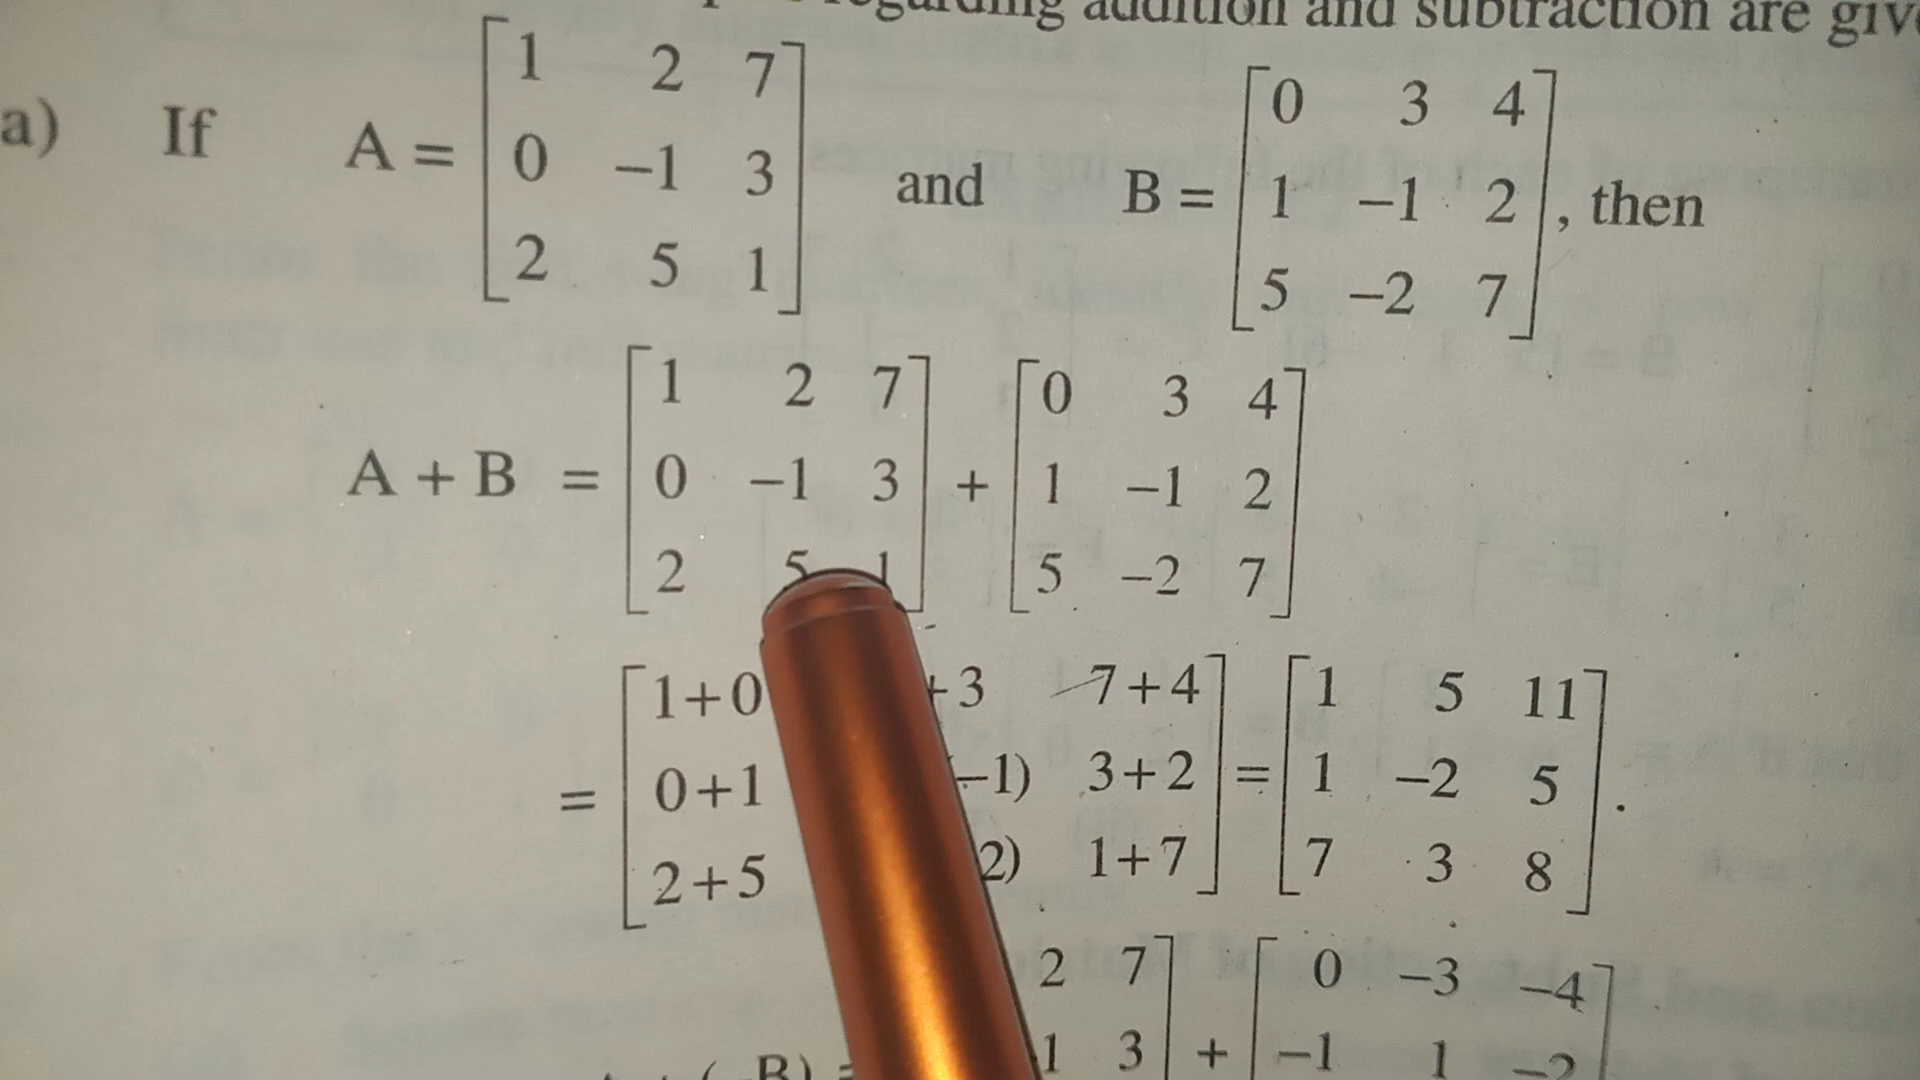 regarding addition and subtraction are
a) If A = [1 2 7 and B = [0 3 4
0 −1 3 1 −1 2
2 5 1] 5 −2 7], then
A + B = [1 2 7 + [0 3 4
0 −1 3 1 −1 2
2 5 1] 5 −2 7]
= [1+0 +3 7+4 = [1 5 11
0+1 −1) 3+2 1 −2 5
2+5 2) 1+7] 7 3 8].
2 7 + [0 −3 −4
B) = 1 3 −1 1 −2